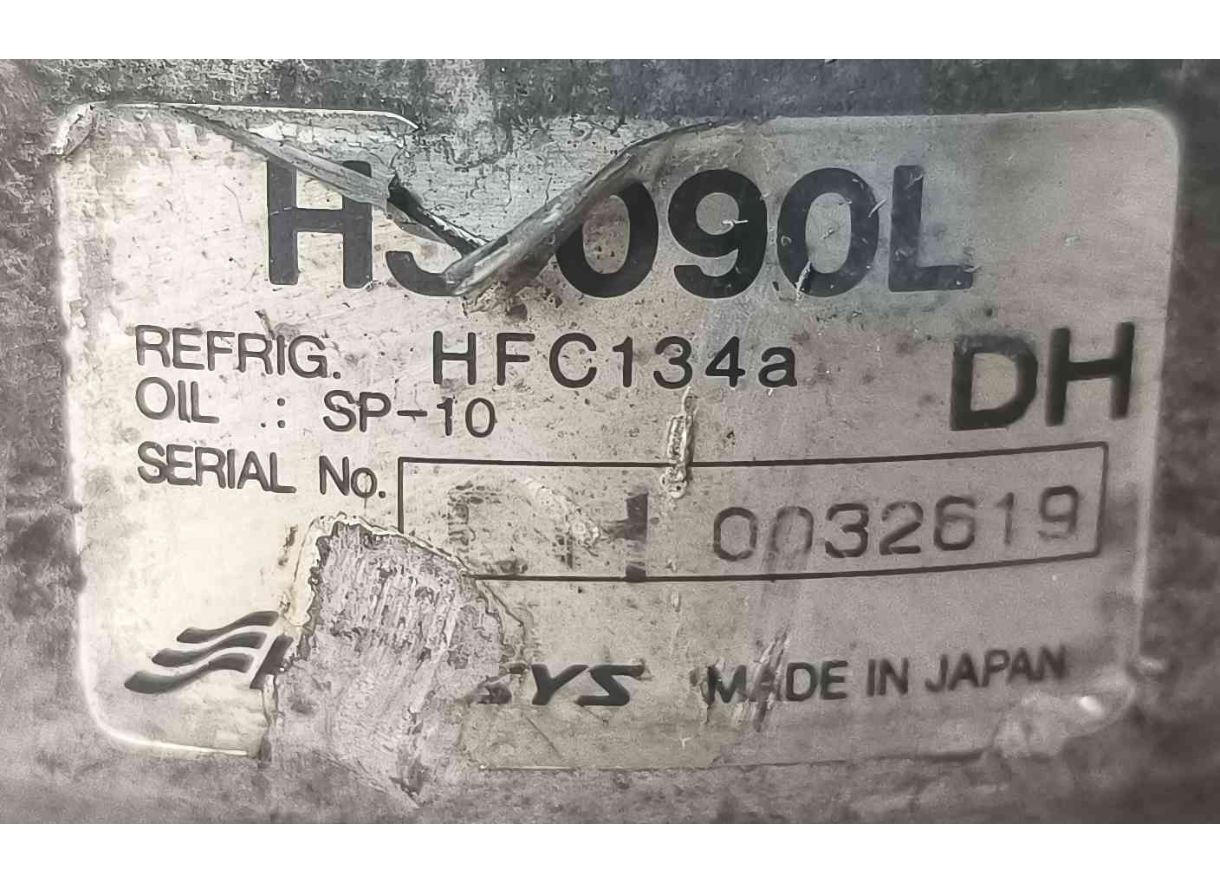 090L
REFRIG. HFC134a
DH
OIL .: SP-10
SERIAL No. 0032619
MADE IN JAPAN